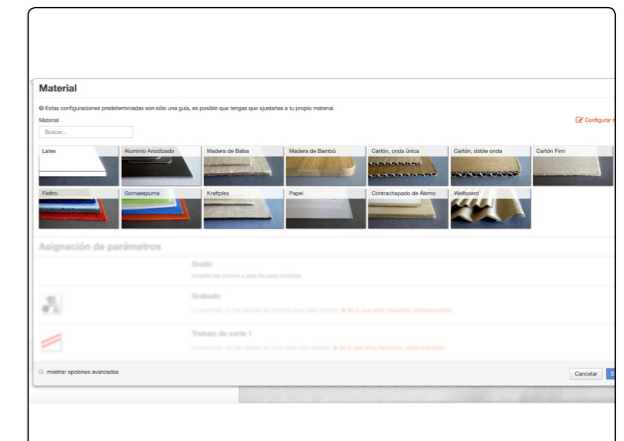 Material
Estas configuraciones predeterminadas son sólo una guía, es posible que tengas que ajustarlas a tu propio material.
Material
Configurar
Buscar...
Latex
Aluminio Anodizado
Madera de Balsa
Madera de Bambú
Cartón, onda única
Cartón, doble onda
Cartón Finn
Fieltro
Gomaespuma
Kraftplex
Papel
Contrachapado de Álamo
Wellboard
Asignación de parámetros
Omitir
Grabado
Trabajo de corte 1
mostrar opciones avanzadas
Cancelar